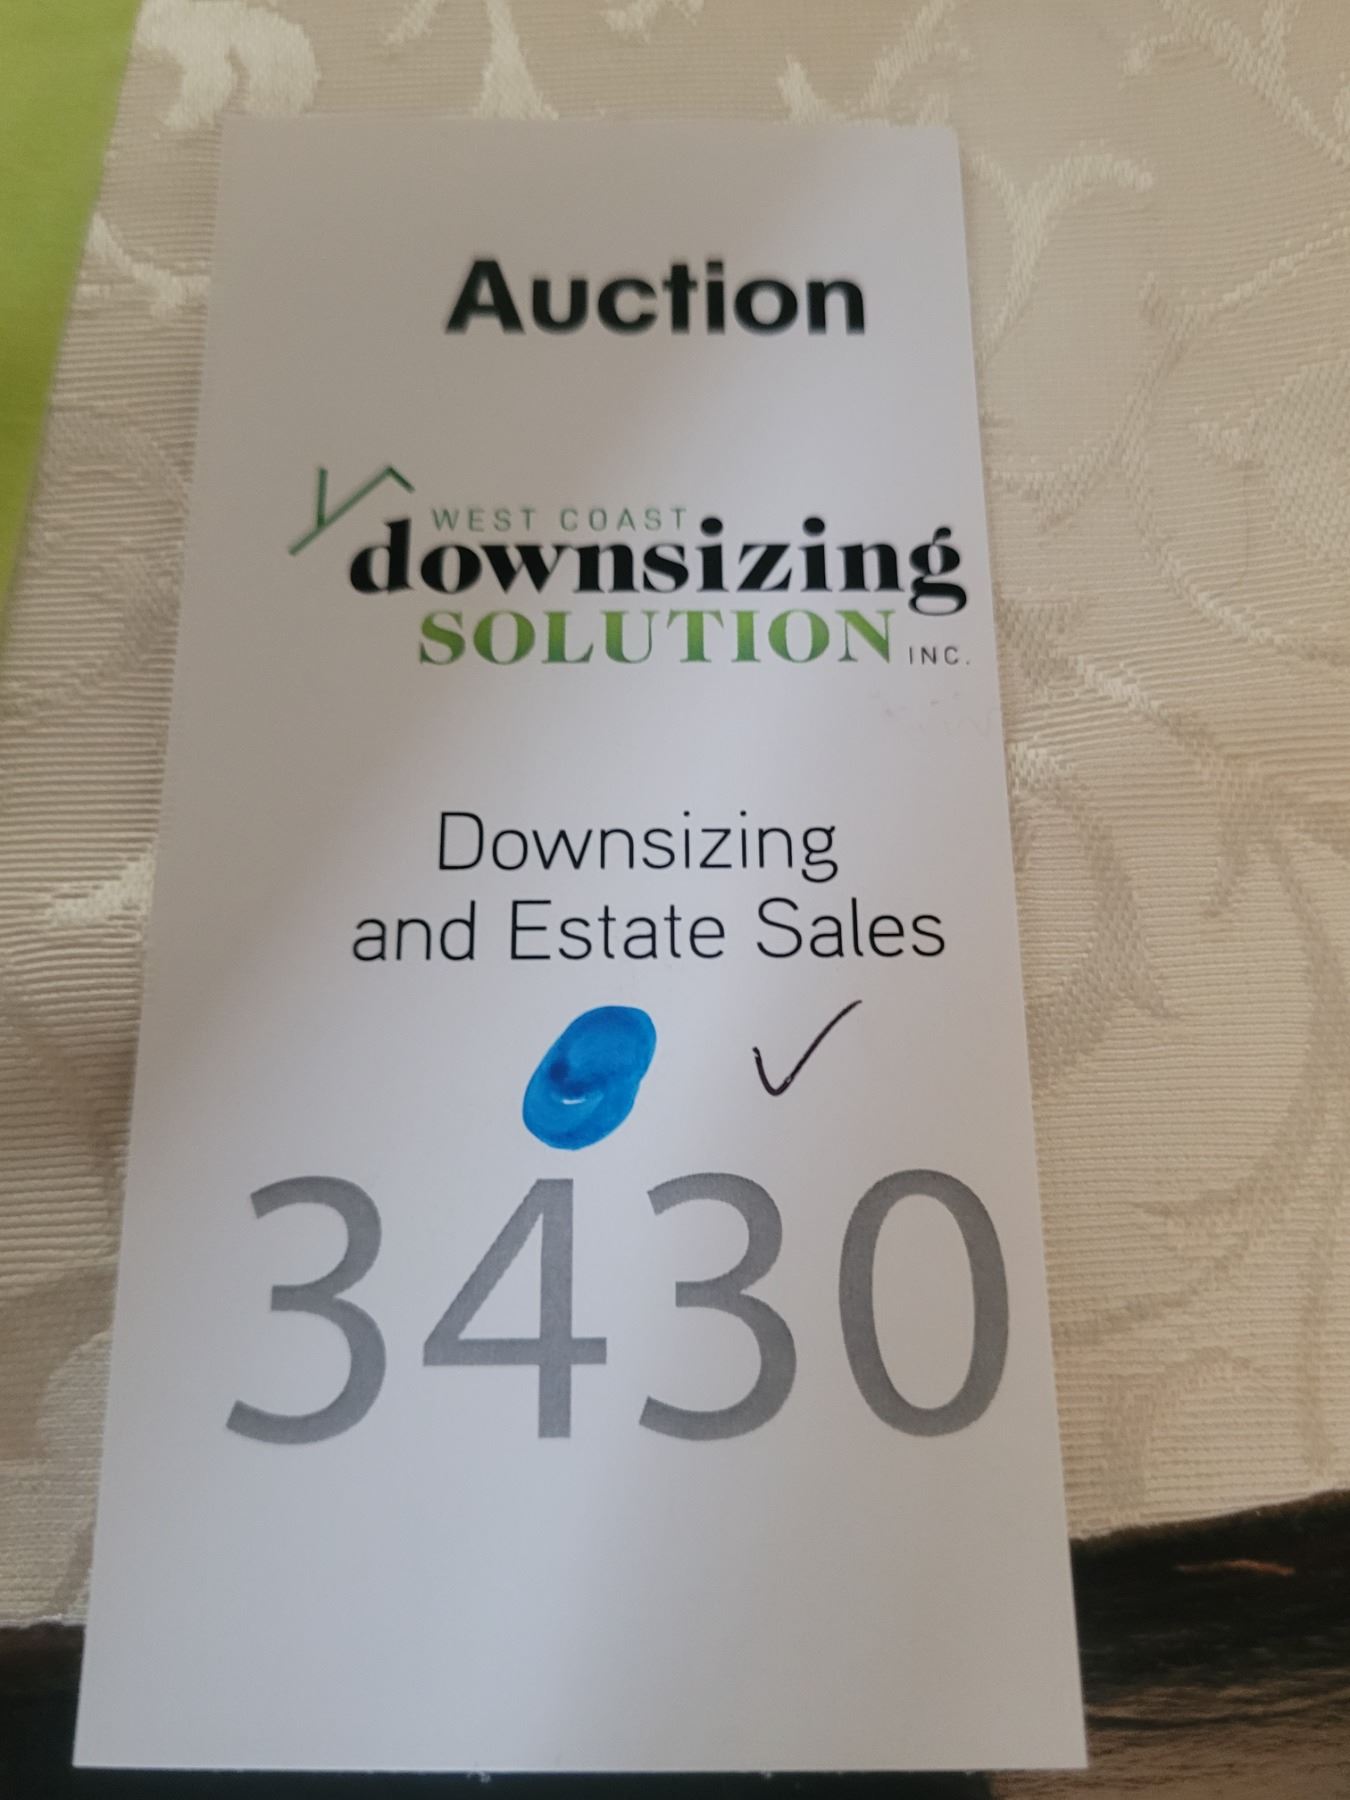 Auction
WEST COAST
downsizing
SOLUTION INC.
Downsizing
and Estate Sales
3430